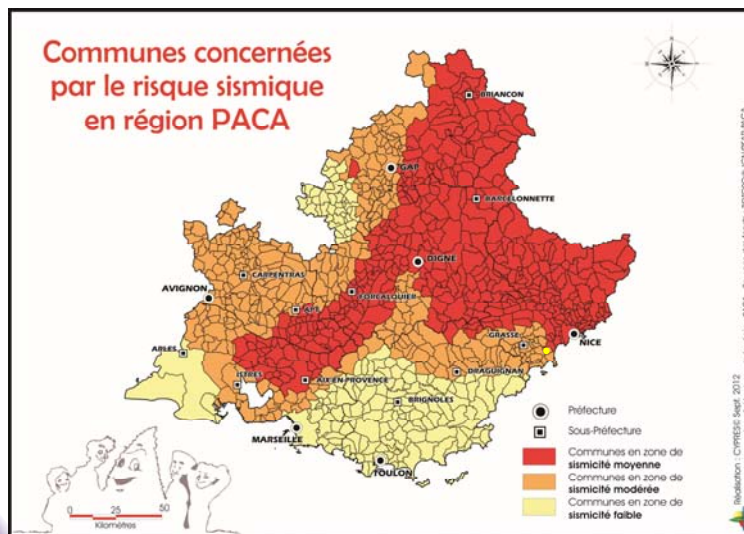 Communes concernées
par le risque sismique
en région PACA
BRIANCON
GAP
BARCELONNETTE
DIGNE
CARPENTRAS
AVIGNON
FORCALQUIER
APT
NICE
GRASSE
ARLES
ISTRES
AIX-EN-PROVENCE
DRAGUIGNAN
BRIGNOLES
MARSEILLE
TOULON
Préfecture
Sous-Préfecture
Communes en zone de
sismicité moyenne
Communes en zone de
sismicité modérée
Communes en zone de
sismicité faible
0 25 50
Kilomètres
Réalisation : CYPRES© Sept. 2012